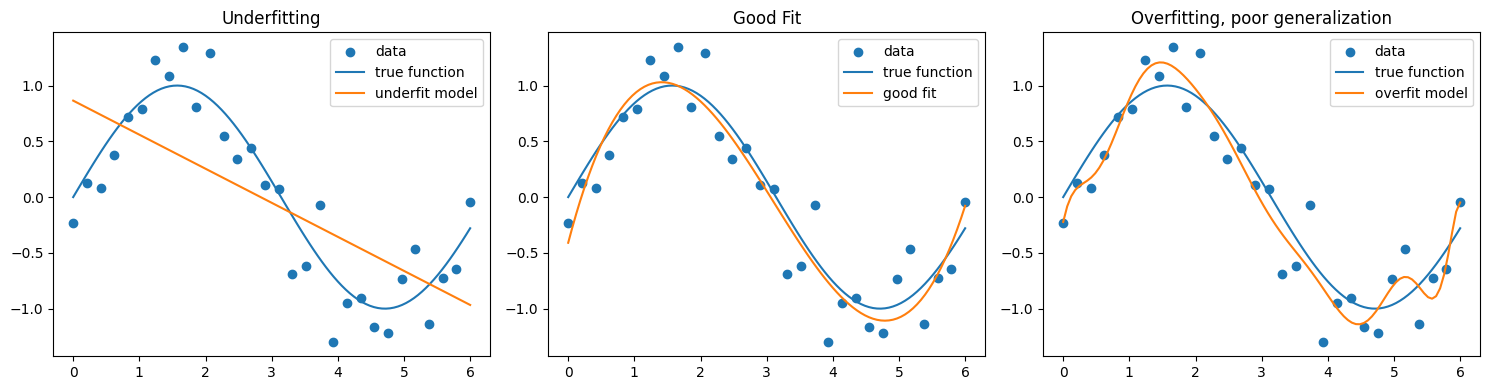 Underfitting
data
true function
underfit model
1.0
0.5
0.0
−0.5
−1.0
0 1 2 3 4 5 6
Good Fit
data
true function
good fit
1.0
0.5
0.0
−0.5
−1.0
0 1 2 3 4 5 6
Overfitting, poor generalization
data
true function
overfit model
1.0
0.5
0.0
−0.5
−1.0
0 1 2 3 4 5 6